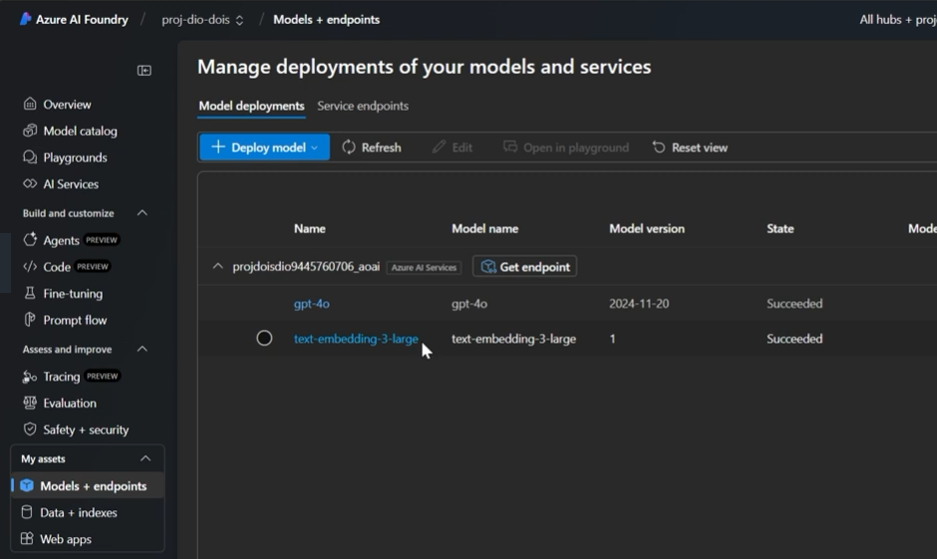 Azure AI Foundry / proj-dio-dois / Models + endpoints All hubs + proj
Manage deployments of your models and services
Overview
Model deployments Service endpoints
Model catalog
Deploy model Refresh Edit Open in playground Reset view
Playgrounds
AI Services
Build and customize
Name Model name Model version State Mode
Agents PREVIEW
Code PREVIEW
projdoisdio9445760706_aoai Azure AI Services Get endpoint
Fine-tuning
gpt-4o gpt-4o 2024-11-20 Succeeded
Prompt flow
text-embedding-3-large text-embedding-3-large 1 Succeeded
Assess and improve
Tracing PREVIEW
Evaluation
Safety + security
My assets
Models + endpoints
Data + indexes
Web apps